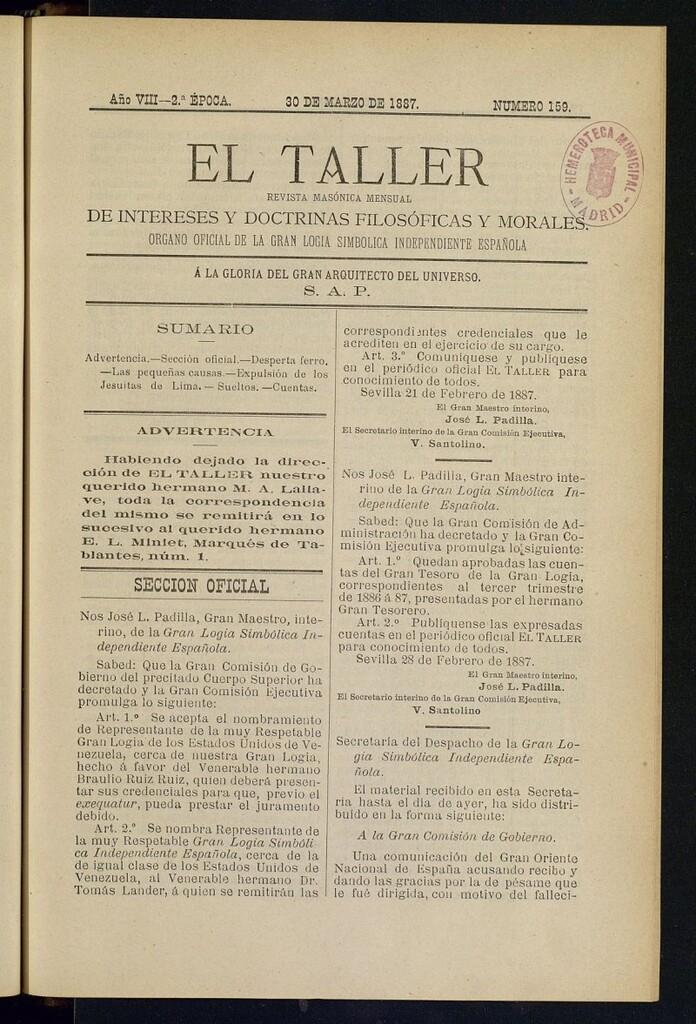 Año VIII—2.ª ÉPOCA. 30 DE MARZO DE 1887. NUMERO 159.
EL TALLER
REVISTA MASÓNICA MENSUAL
DE INTERESES Y DOCTRINAS FILOSÓFICAS Y MORALES.
ORGANO OFICIAL DE LA GRAN LOGIA SIMBOLICA INDEPENDIENTE ESPAÑOLA
HEMEROTECA MUNICIPAL
MADRID
Á LA GLORIA DEL GRAN ARQUITECTO DEL UNIVERSO.
S. A. P.
SUMARIO
Advertencia.—Sección oficial.—Desperta ferro.
—Las pequeñas causas.—Expulsión de los
Jesuitas de Lima.—Sueltos.—Cuentas.
ADVERTENCIA
Habiendo dejado la direc-
ción de EL TALLER nuestro
querido hermano M. A. Lalla-
ve, toda la correspondencia
del mismo se remitirá en lo
sucesivo al querido hermano
E. L. Miniet, Marqués de Ta-
blantes, núm. 1.
SECCION OFICIAL
Nos José L. Padilla, Gran Maestro, inte-
rino, de la Gran Logia Simbólica In-
dependiente Española.
Sabed: Que la Gran Comisión de Go-
bierno del precitado Cuerpo Superior ha
decretado y la Gran Comisión Ejecutiva
promulga lo siguiente:
Art. 1.º Se acepta el nombramiento
de Representante de la muy Respetable
Gran Logia de los Estados Unidos de Ve-
nezuela, cerca de nuestra Gran Logia,
hecho á favor del Venerable hermano
Braulio Ruiz Ruiz, quien deberá presen-
tar sus credenciales para que, previo el
exequatur, pueda prestar el juramento
debido.
Art. 2.º Se nombra Representante de
la muy Respetable Gran Logia Simbóli-
ca Independiente Española, cerca de la
de igual clase de los Estados Unidos de
Venezuela, al Venerable hermano Dr.
Tomás Lander, á quien se remitirán las
correspondientes credenciales que le
acrediten en el ejercicio de su cargo.
Art. 3.º Comuníquese y publíquese
en el periódico oficial EL TALLER para
conocimiento de todos.
Sevilla 21 de Febrero de 1887.
El Gran Maestro interino,
José L. Padilla.
El Secretario interino de la Gran Comisión Ejecutiva,
V. Santolino.
Nos José L. Padilla, Gran Maestro inte-
rino de la Gran Logia Simbólica In-
dependiente Española.
Sabed: Que la Gran Comisión de Ad-
ministración ha decretado y la Gran Co-
misión Ejecutiva promulga lo siguiente:
Art. 1.º Quedan aprobadas las cuen-
tas del Gran Tesoro de la Gran Logia,
correspondientes al tercer trimestre
de 1886 á 87, presentadas por el hermano
Gran Tesorero.
Art. 2.º Publíquense las expresadas
cuentas en el periódico oficial EL TALLER
para conocimiento de todos.
Sevilla 28 de Febrero de 1887.
El Gran Maestro interino,
José L. Padilla.
El Secretario interino de la Gran Comisión Ejecutiva,
V. Santolino
Secretaría del Despacho de la Gran Lo-
gia Simbólica Independiente Espa-
ñola.
El material recibido en esta Secreta-
ría hasta el día de ayer, ha sido distri-
buido en la forma siguiente:
A la Gran Comisión de Gobierno.
Una comunicación del Gran Oriente
Nacional de España acusando recibo y
dando las gracias por la de pésame que
le fué dirigida, con motivo del falleci-